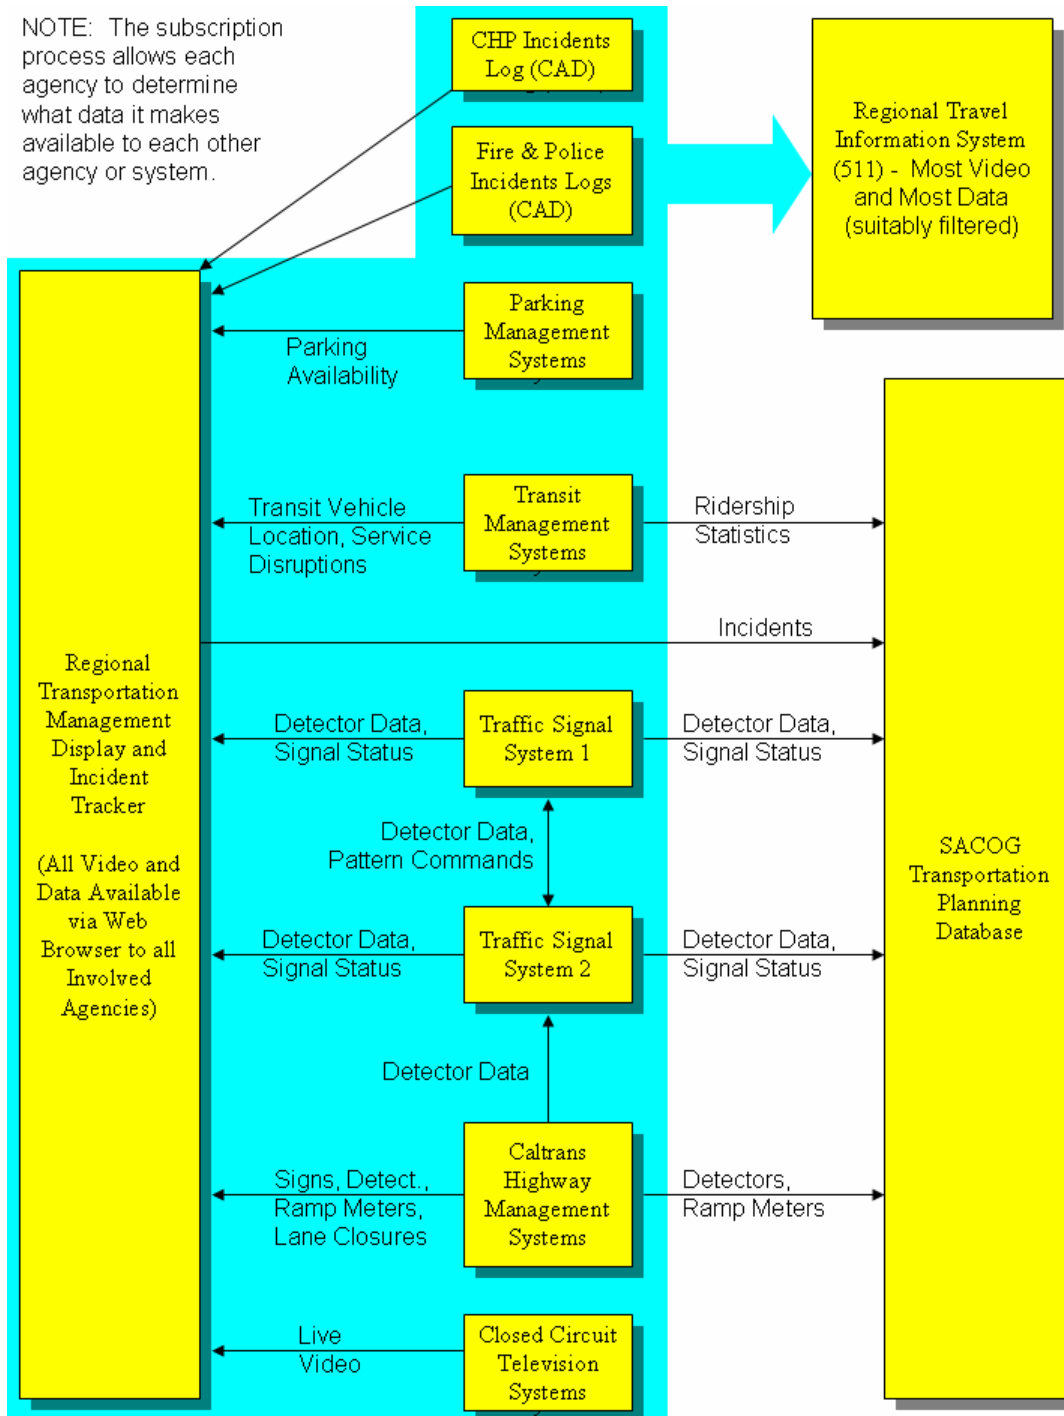 NOTE: The subscription
process allows each
agency to determine
what data it makes
available to each other
agency or system.
CHP Incidents
Log (CAD)
Fire & Police
Incidents Logs
(CAD)
Regional Travel
Information System
(511) - Most Video
and Most Data
(suitably filtered)
Parking
Management
Systems
Parking
Availability
Transit Vehicle
Location, Service
Disruptions
Transit
Management
Systems
Ridership
Statistics
Incidents
Regional
Transportation
Management
Display and
Incident
Tracker
(All Video and
Data Available
via Web
Browser to all
Involved
Agencies)
Detector Data,
Signal Status
Traffic Signal
System 1
Detector Data,
Signal Status
Detector Data,
Pattern Commands
Detector Data,
Signal Status
Traffic Signal
System 2
Detector Data,
Signal Status
SACOG
Transportation
Planning
Database
Detector Data
Signs, Detect.,
Ramp Meters,
Lane Closures
Caltrans
Highway
Management
Systems
Detectors,
Ramp Meters
Live
Video
Closed Circuit
Television
Systems